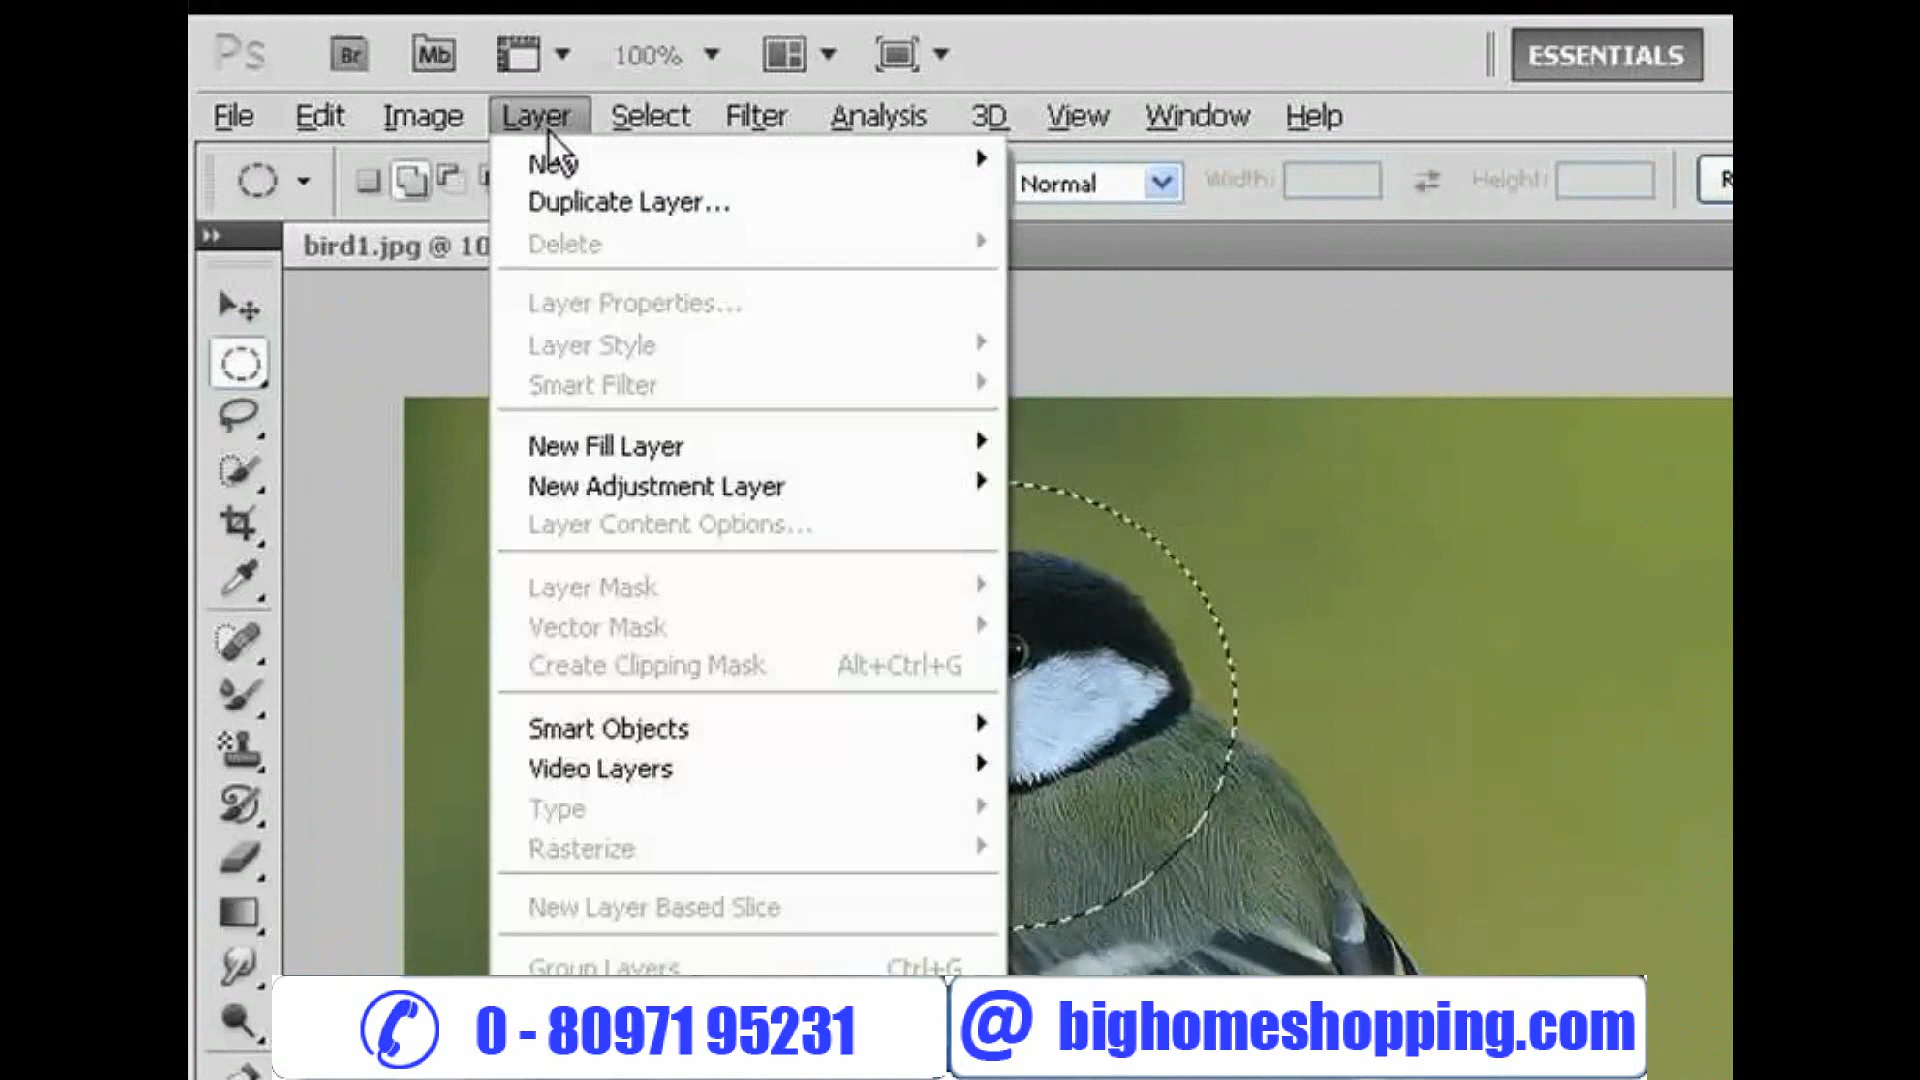 Ps Br Mb 100% ESSENTIALS
File Edit Image Layer Select Filter Analysis 3D View Window Help
New
Normal Width: Height:
Duplicate Layer...
bird1.jpg @ 10
Delete
Layer Properties...
Layer Style
Smart Filter
New Fill Layer
New Adjustment Layer
Layer Content Options...
Layer Mask
Vector Mask
Create Clipping Mask Alt+Ctrl+G
Smart Objects
Video Layers
Type
Rasterize
New Layer Based Slice
Group Layers Ctrl+G
0 - 80971 95231 @ bighomeshopping.com